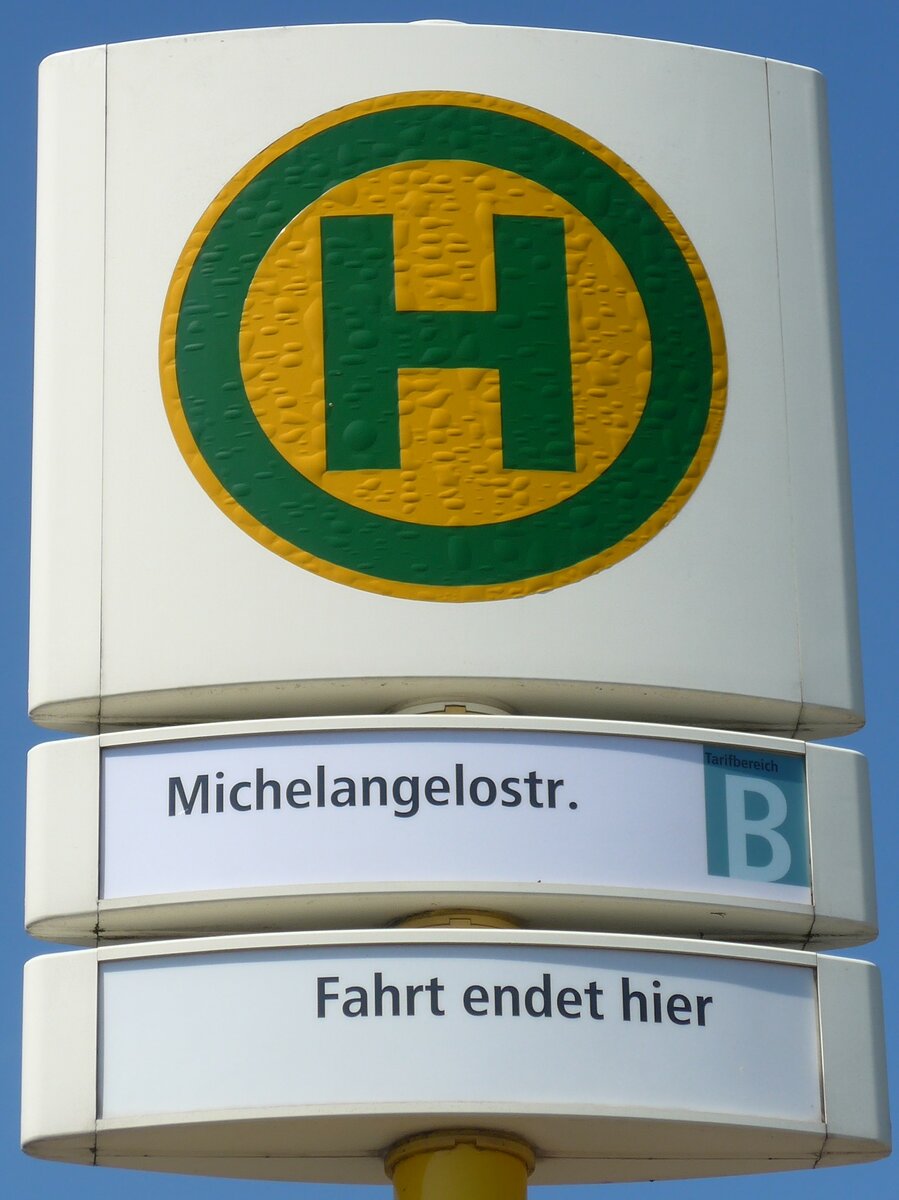 H
Michelangelostr.
Tarifbereich
B
Fahrt endet hier